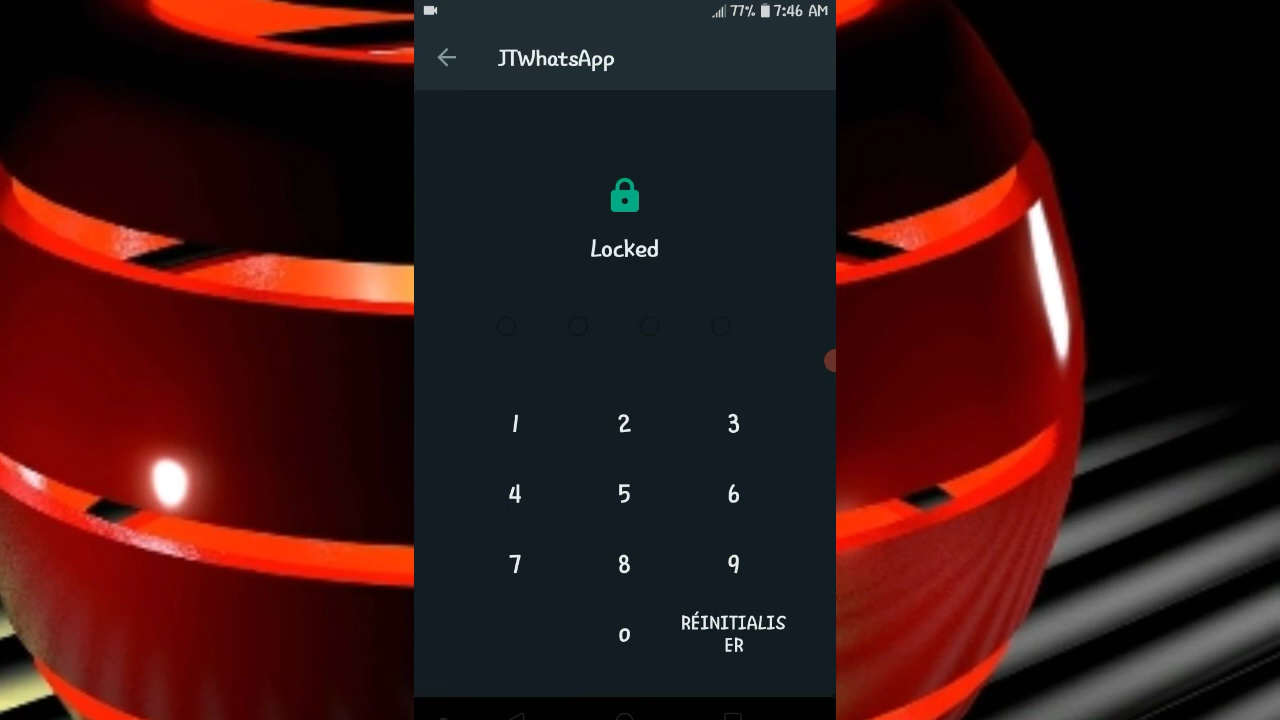 77% 7:46 AM
JTWhatsApp
Locked
1 2 3
4 5 6
7 8 9
0 RÉINITIALIS
ER